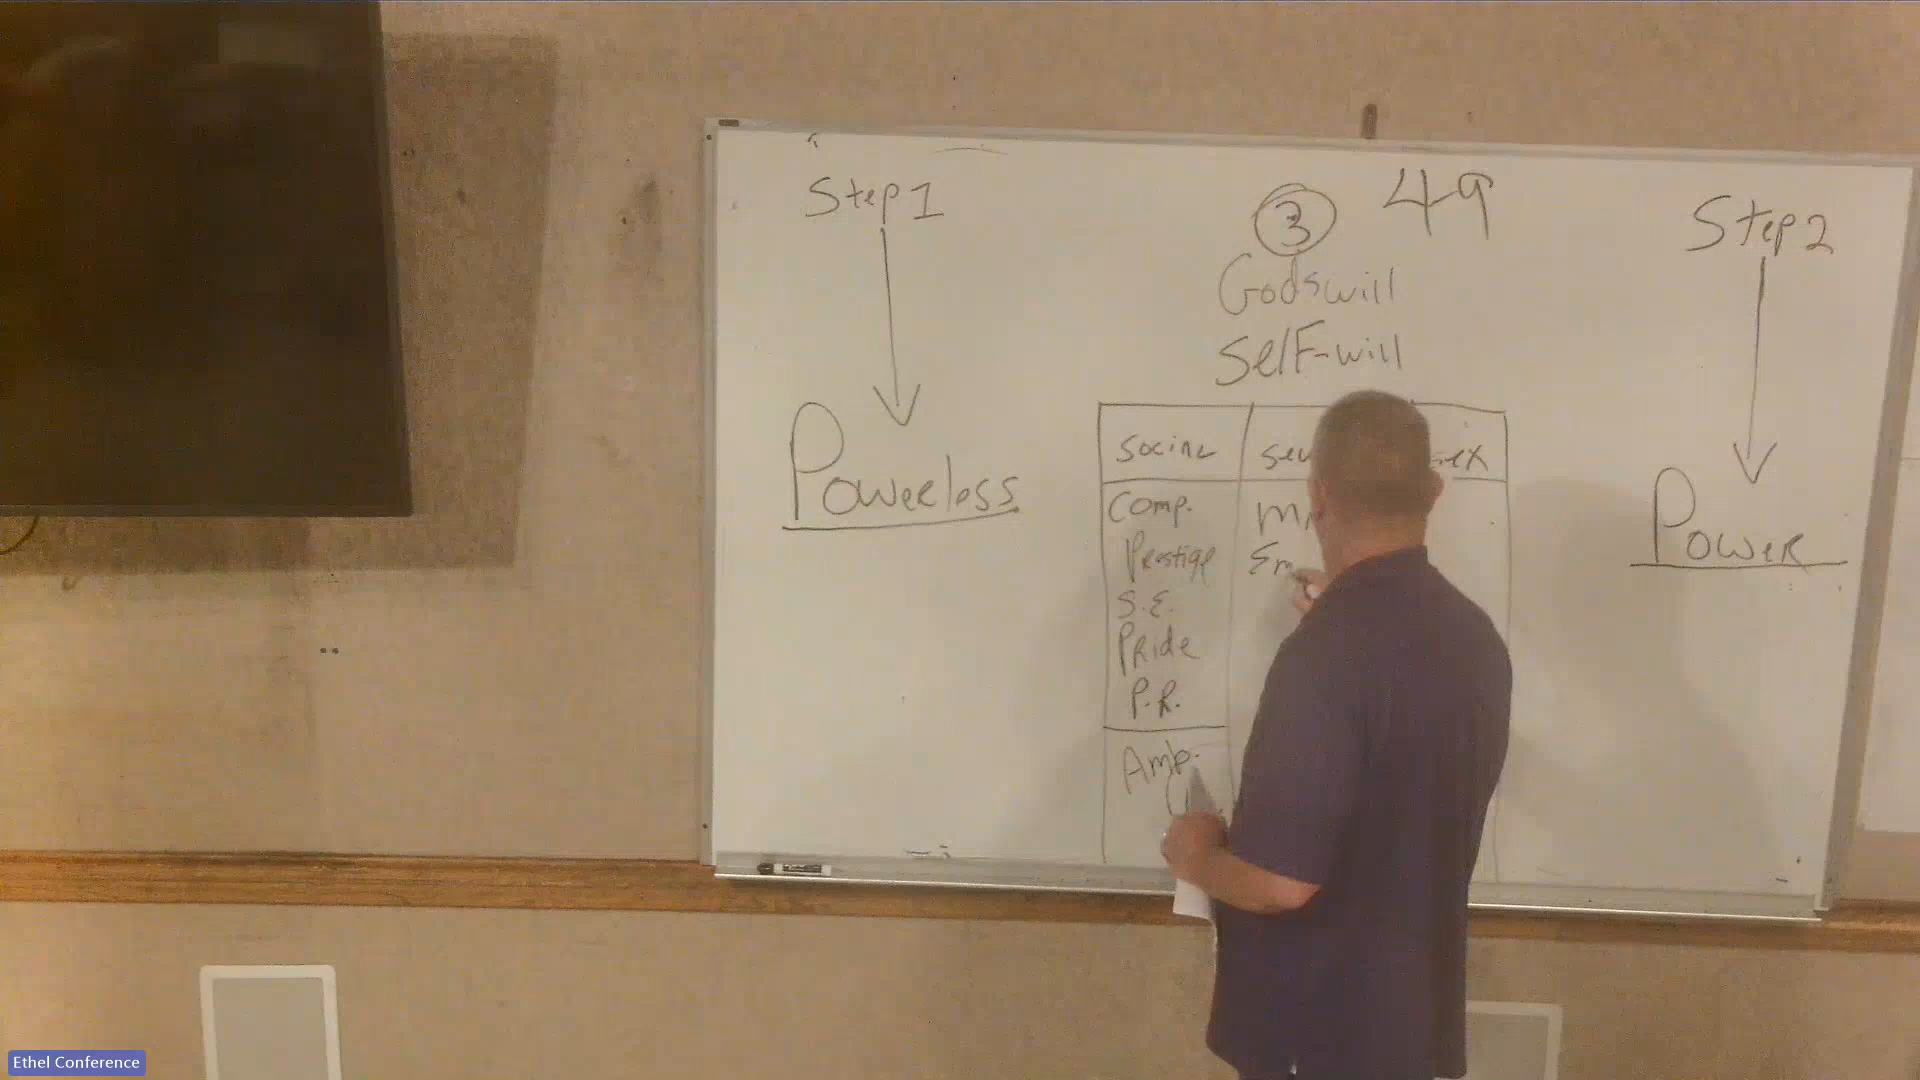 Step 1
③ 49
Step 2
Godswill
Self-will
Powerless
Power
Social
Comp.
Prestige
S.E.
Pride
P.R.
Amb.
Ethel Conference